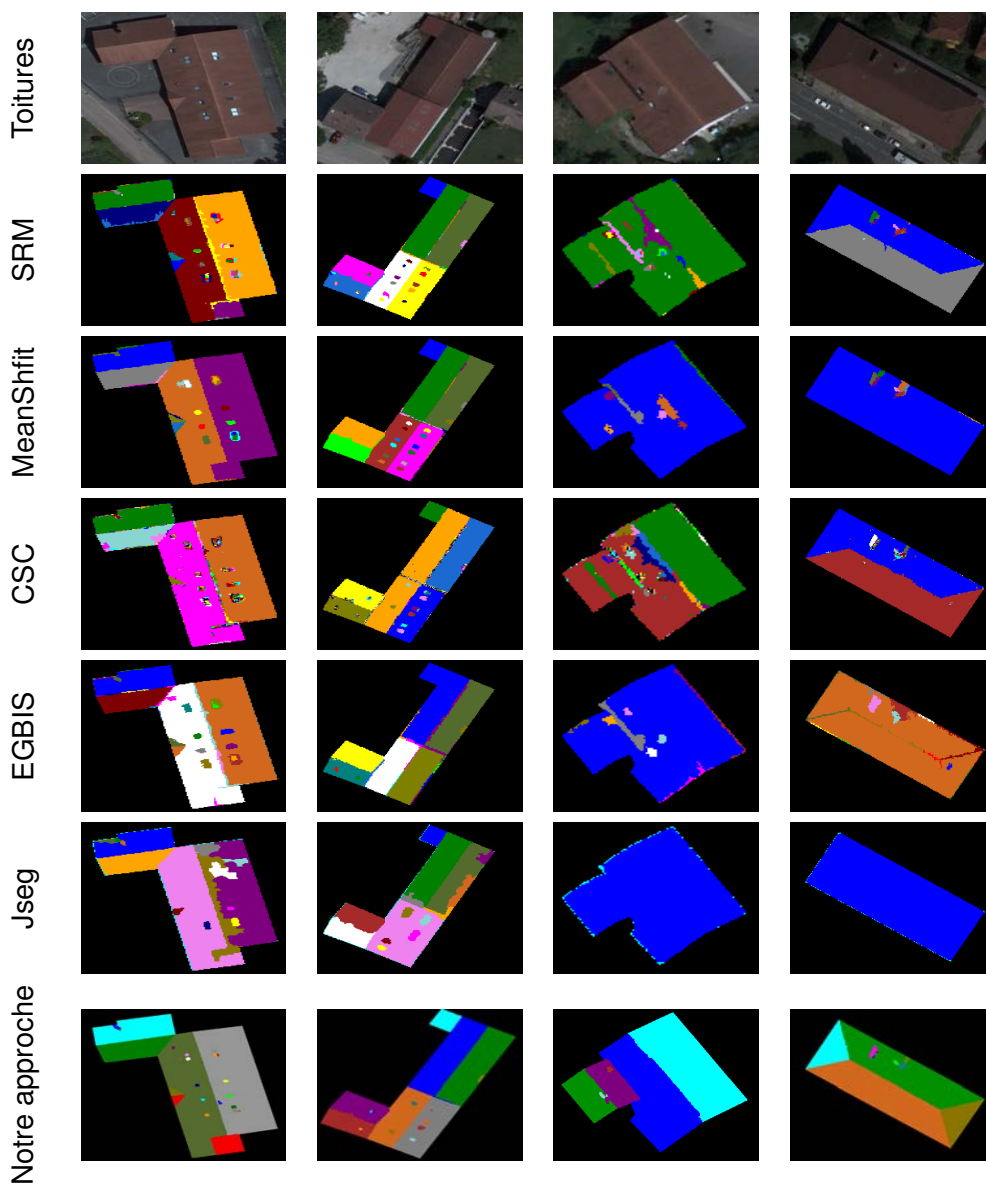 Toitures
SRM
MeanShfit
CSC
EGBIS
Jseg
Notre approche